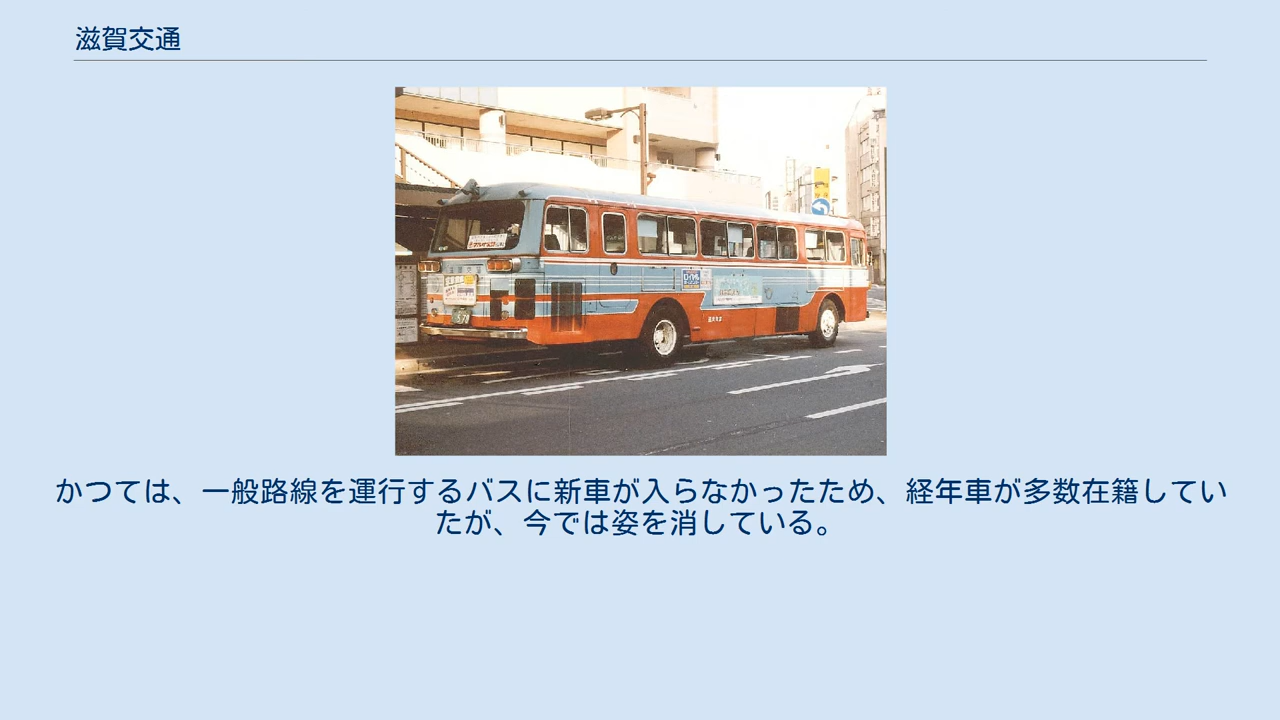 滋賀交通
かつては、一般路線を運行するバスに新車が入らなかったため、経年車が多数在籍してい
たが、今では姿を消している。